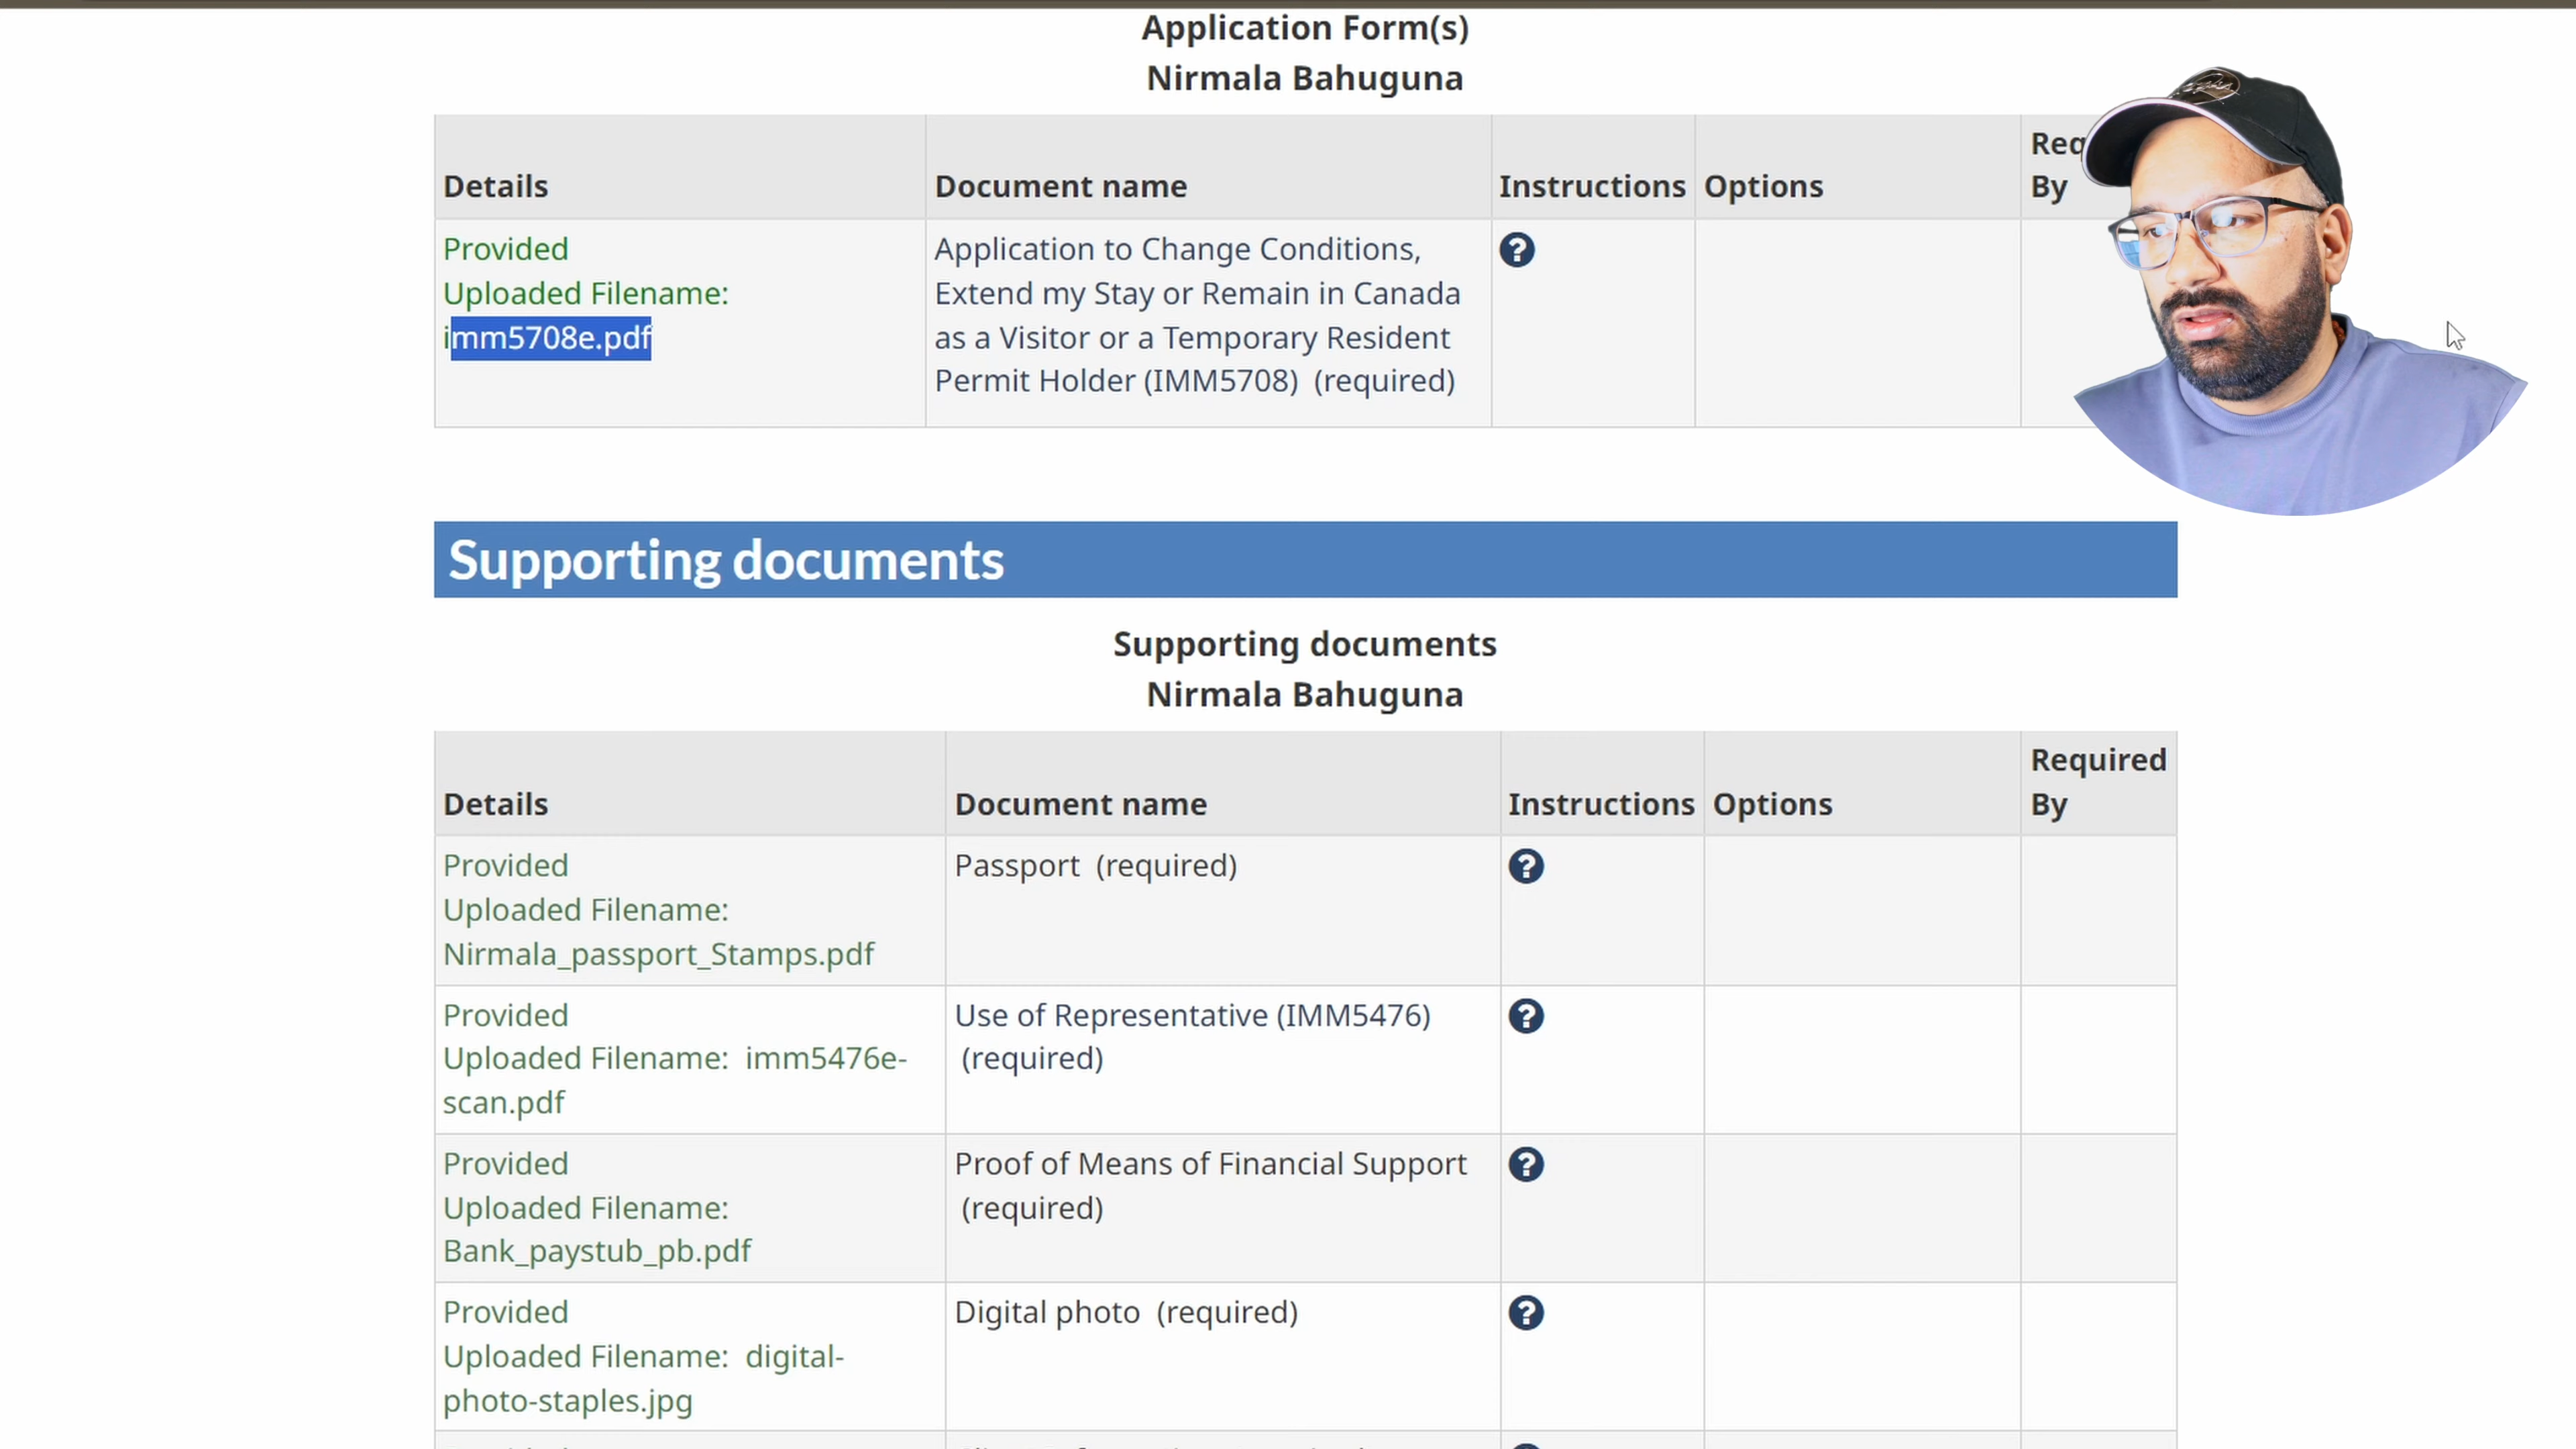 Application Form(s)
Nirmala Bahuguna
Details
Document name
Instructions
Options
By
Provided
Uploaded Filename:
imm5708e.pdf
Application to Change Conditions,
Extend my Stay or Remain in Canada
as a Visitor or a Temporary Resident
Permit Holder (IMM5708) (required)
Supporting documents
Supporting documents
Nirmala Bahuguna
Details
Document name
Instructions
Options
Required
By
Provided
Uploaded Filename:
Nirmala_passport_Stamps.pdf
Passport (required)
Provided
Uploaded Filename: imm5476e-
scan.pdf
Use of Representative (IMM5476)
(required)
Provided
Uploaded Filename:
Bank_paystub_pb.pdf
Proof of Means of Financial Support
(required)
Provided
Uploaded Filename: digital-
photo-staples.jpg
Digital photo (required)